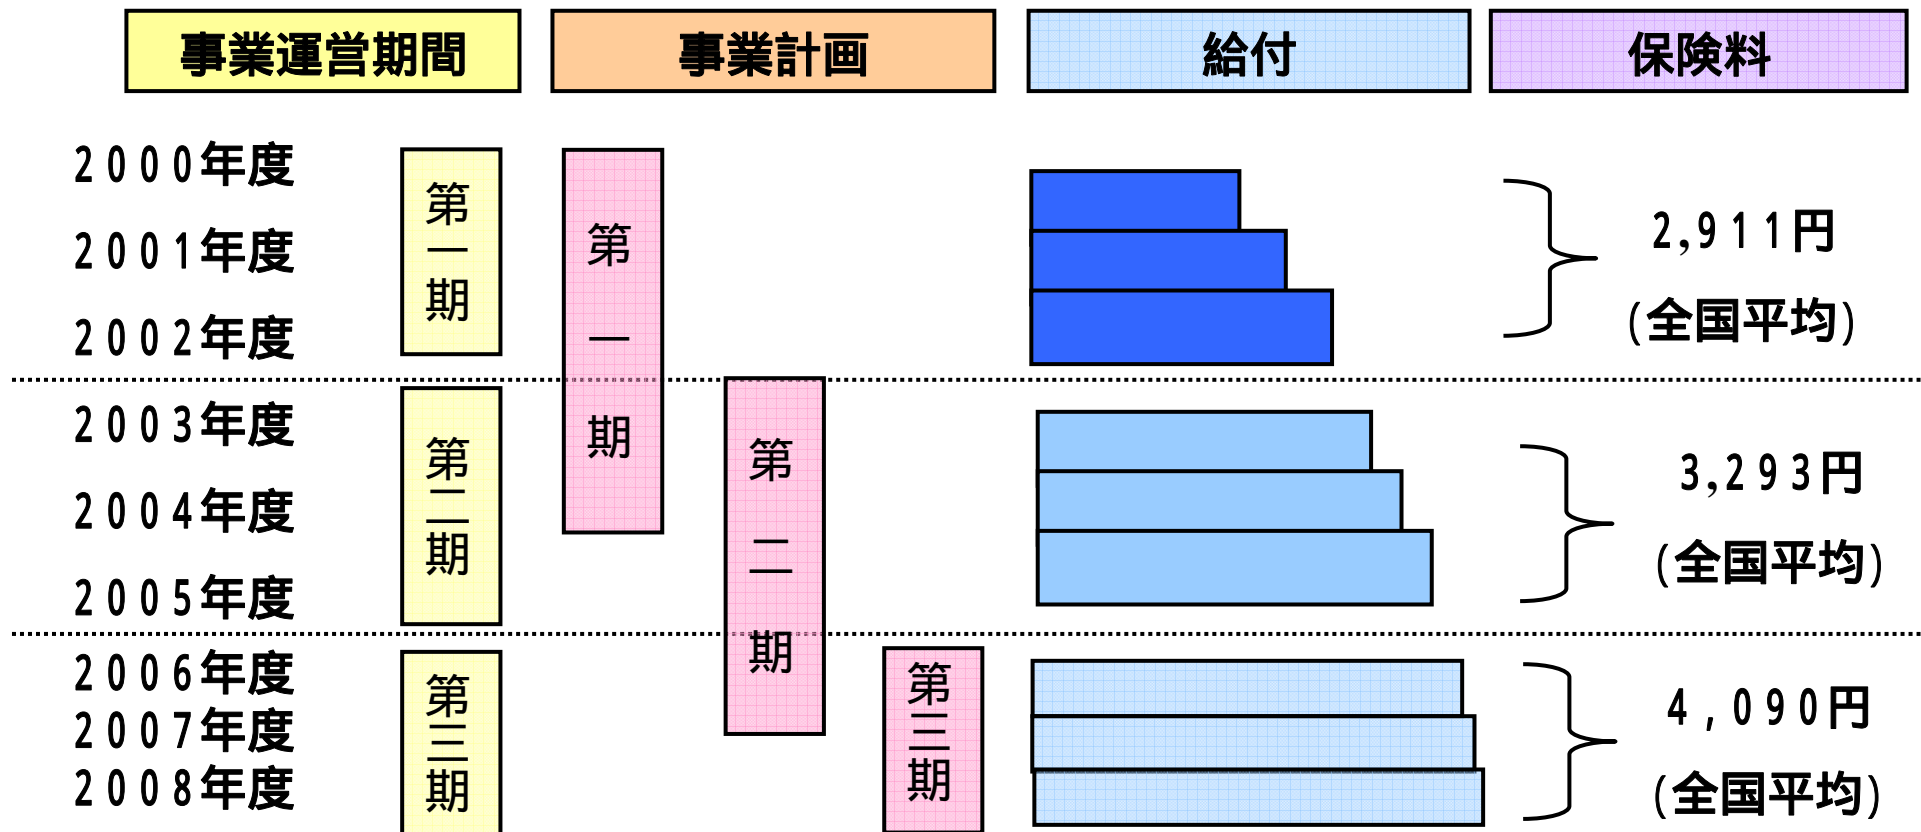 事業運営期間
事業計画
給付
保険料
2000年度
2001年度
2002年度
第一期
第一期
2,911円
(全国平均)
2003年度
2004年度
2005年度
第二期
第二期
3,293円
(全国平均)
2006年度
2007年度
2008年度
第三期
第三期
4,090円
(全国平均)